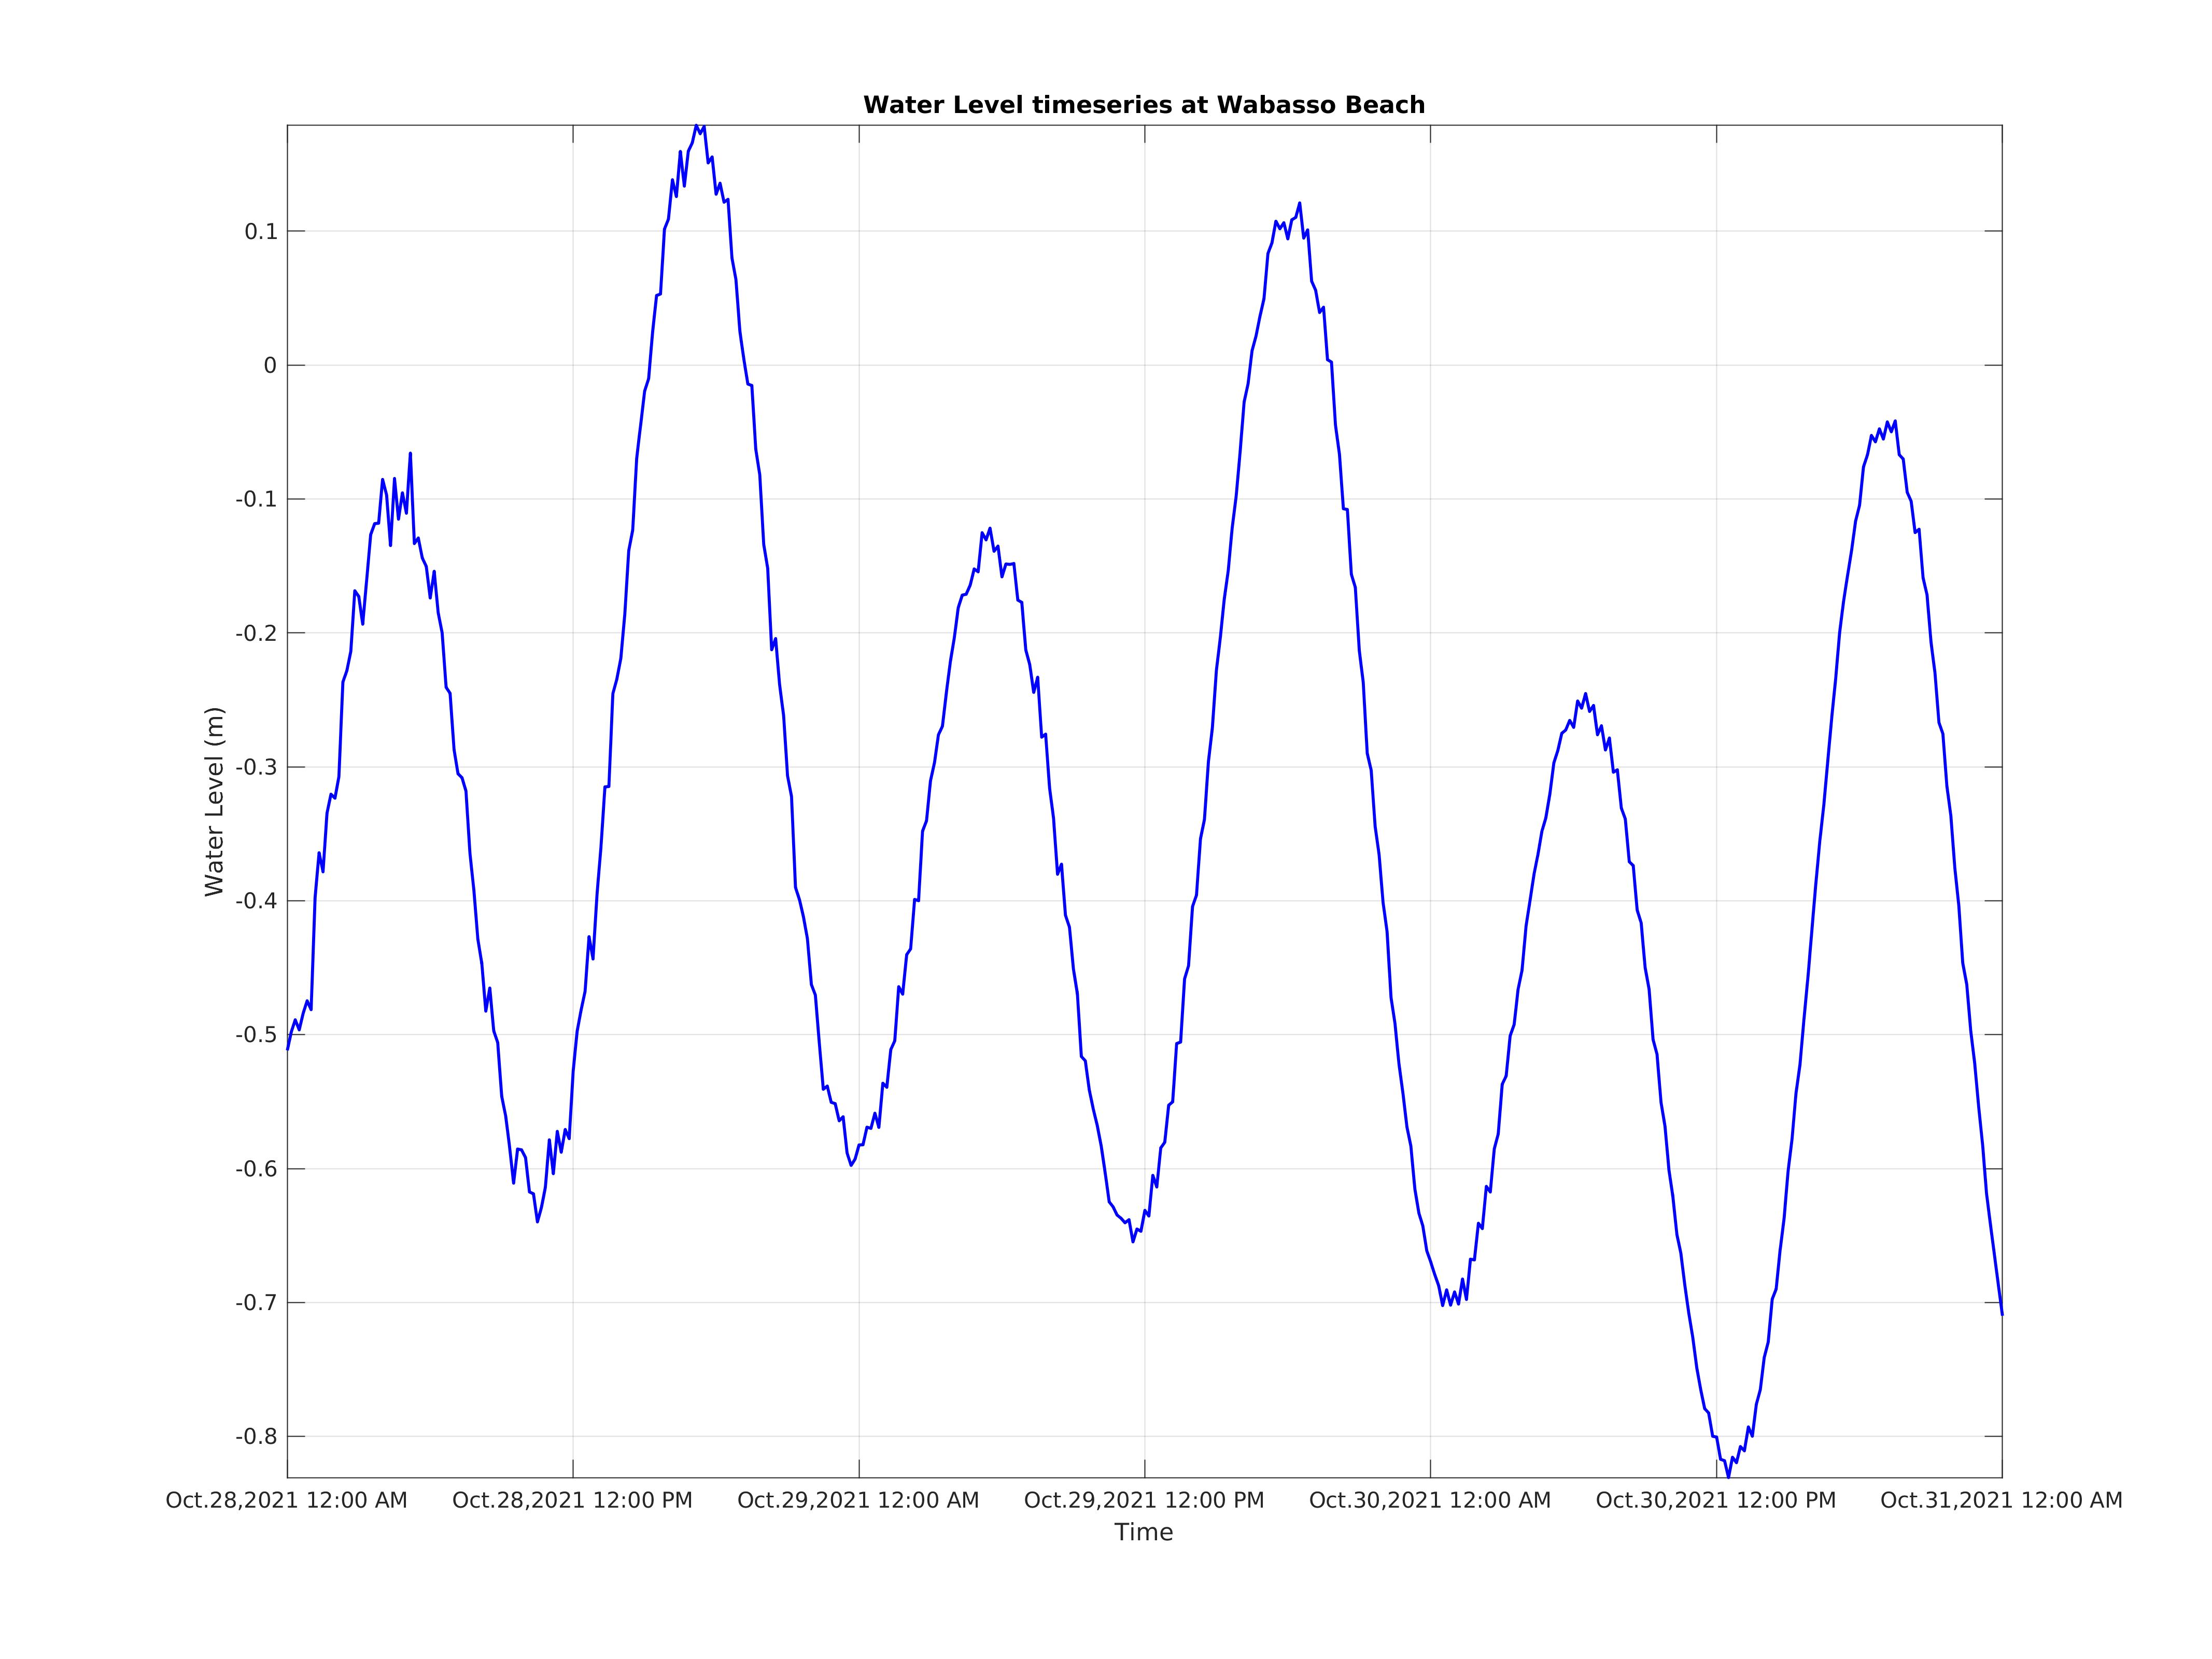 Water Level timeseries at Wabasso Beach
0.1
0
-0.1
-0.2
-0.3
-0.4
-0.5
-0.6
-0.7
-0.8
Water Level (m)
Oct.28,2021 12:00 AM Oct.28,2021 12:00 PM Oct.29,2021 12:00 AM Oct.29,2021 12:00 PM Oct.30,2021 12:00 AM Oct.30,2021 12:00 PM Oct.31,2021 12:00 AM
Time